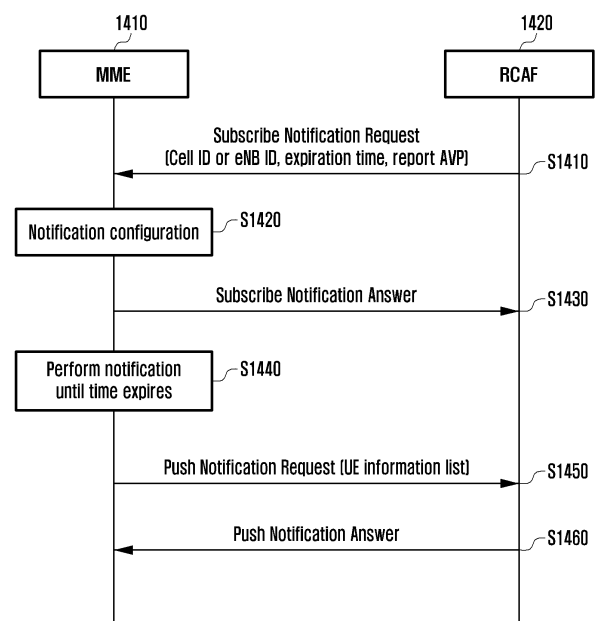 1410
1420
MME
RCAF
Subscribe Notification Request
(Cell ID or eNB ID, expiration time, report AVP)
S1410
Notification configuration
S1420
Subscribe Notification Answer
S1430
Perform notification
until time expires
S1440
Push Notification Request (UE information list)
S1450
Push Notification Answer
S1460